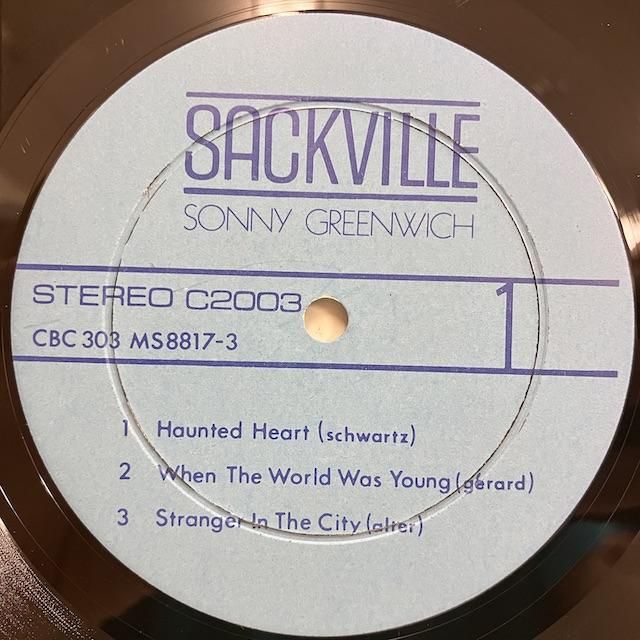 SACKVILLE
SONNY GREENWICH
STEREO C2003
1
CBC 303 MS8817-3
1 Haunted Heart (schwartz)
2 When The World Was Young (gérard)
3 Stranger In The City (alter)